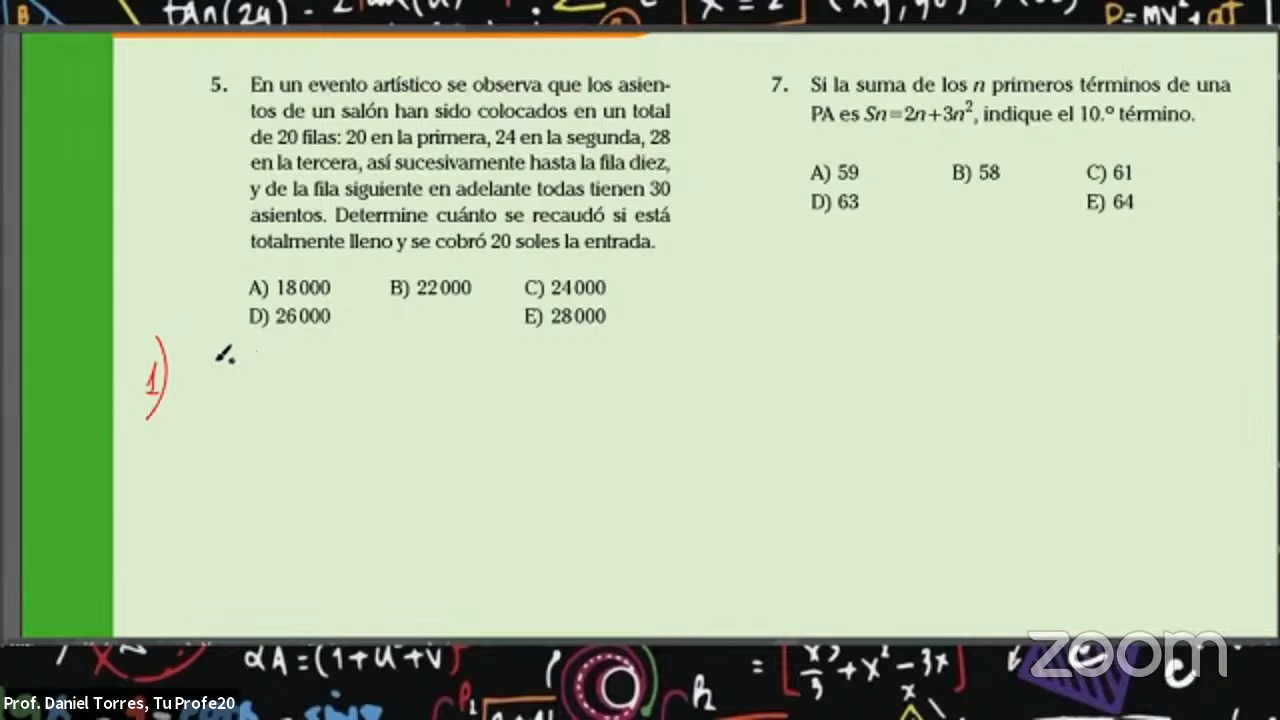 5. En un evento artístico se observa que los asien-
tos de un salón han sido colocados en un total
de 20 filas: 20 en la primera, 24 en la segunda, 28
en la tercera, así sucesivamente hasta la fila diez,
y de la fila siguiente en adelante todas tienen 30
asientos. Determine cuánto se recaudó si está
totalmente lleno y se cobró 20 soles la entrada.
A) 18000 B) 22000 C) 24000
D) 26000 E) 28000
1)
7. Si la suma de los n primeros términos de una
PA es Sn=2n+3n², indique el 10.º término.
A) 59 B) 58 C) 61
D) 63 E) 64
zoom
Prof. Daniel Torres, Tu Profe20